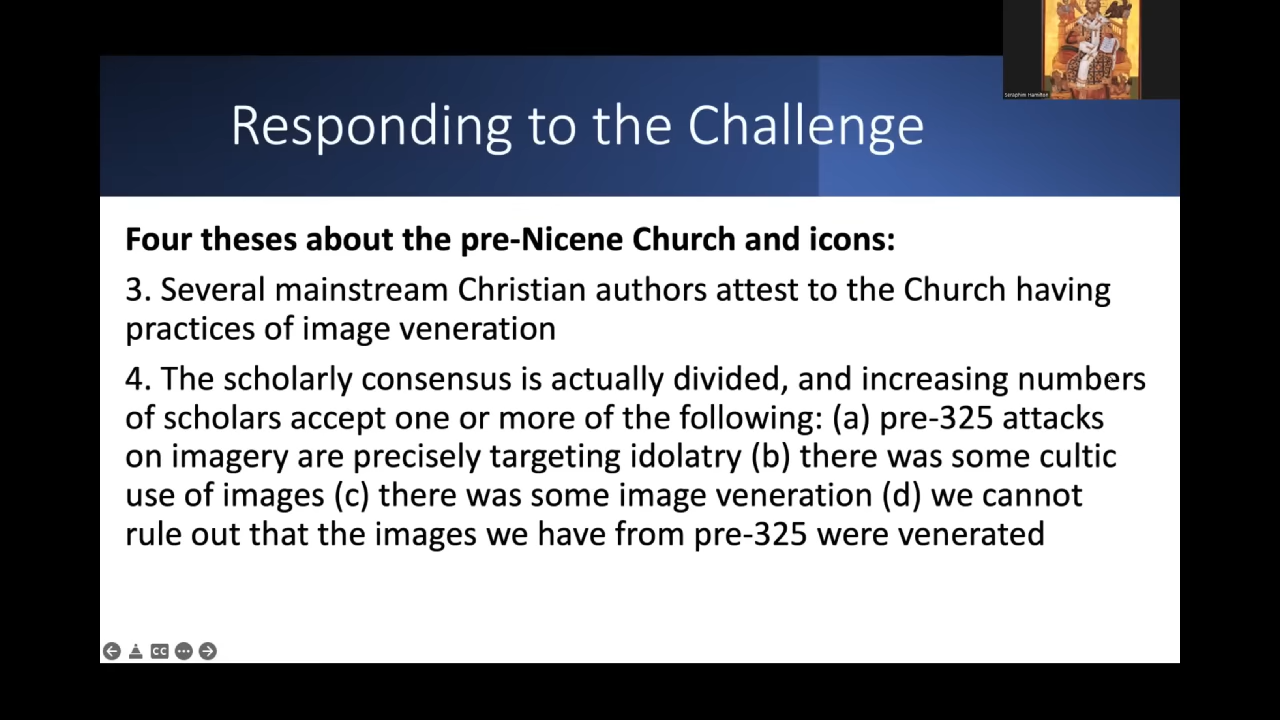 Seraphim Hamilton
Responding to the Challenge
Four theses about the pre-Nicene Church and icons:
3. Several mainstream Christian authors attest to the Church having
practices of image veneration
4. The scholarly consensus is actually divided, and increasing numbers
of scholars accept one or more of the following: (a) pre-325 attacks
on imagery are precisely targeting idolatry (b) there was some cultic
use of images (c) there was some image veneration (d) we cannot
rule out that the images we have from pre-325 were venerated
CC